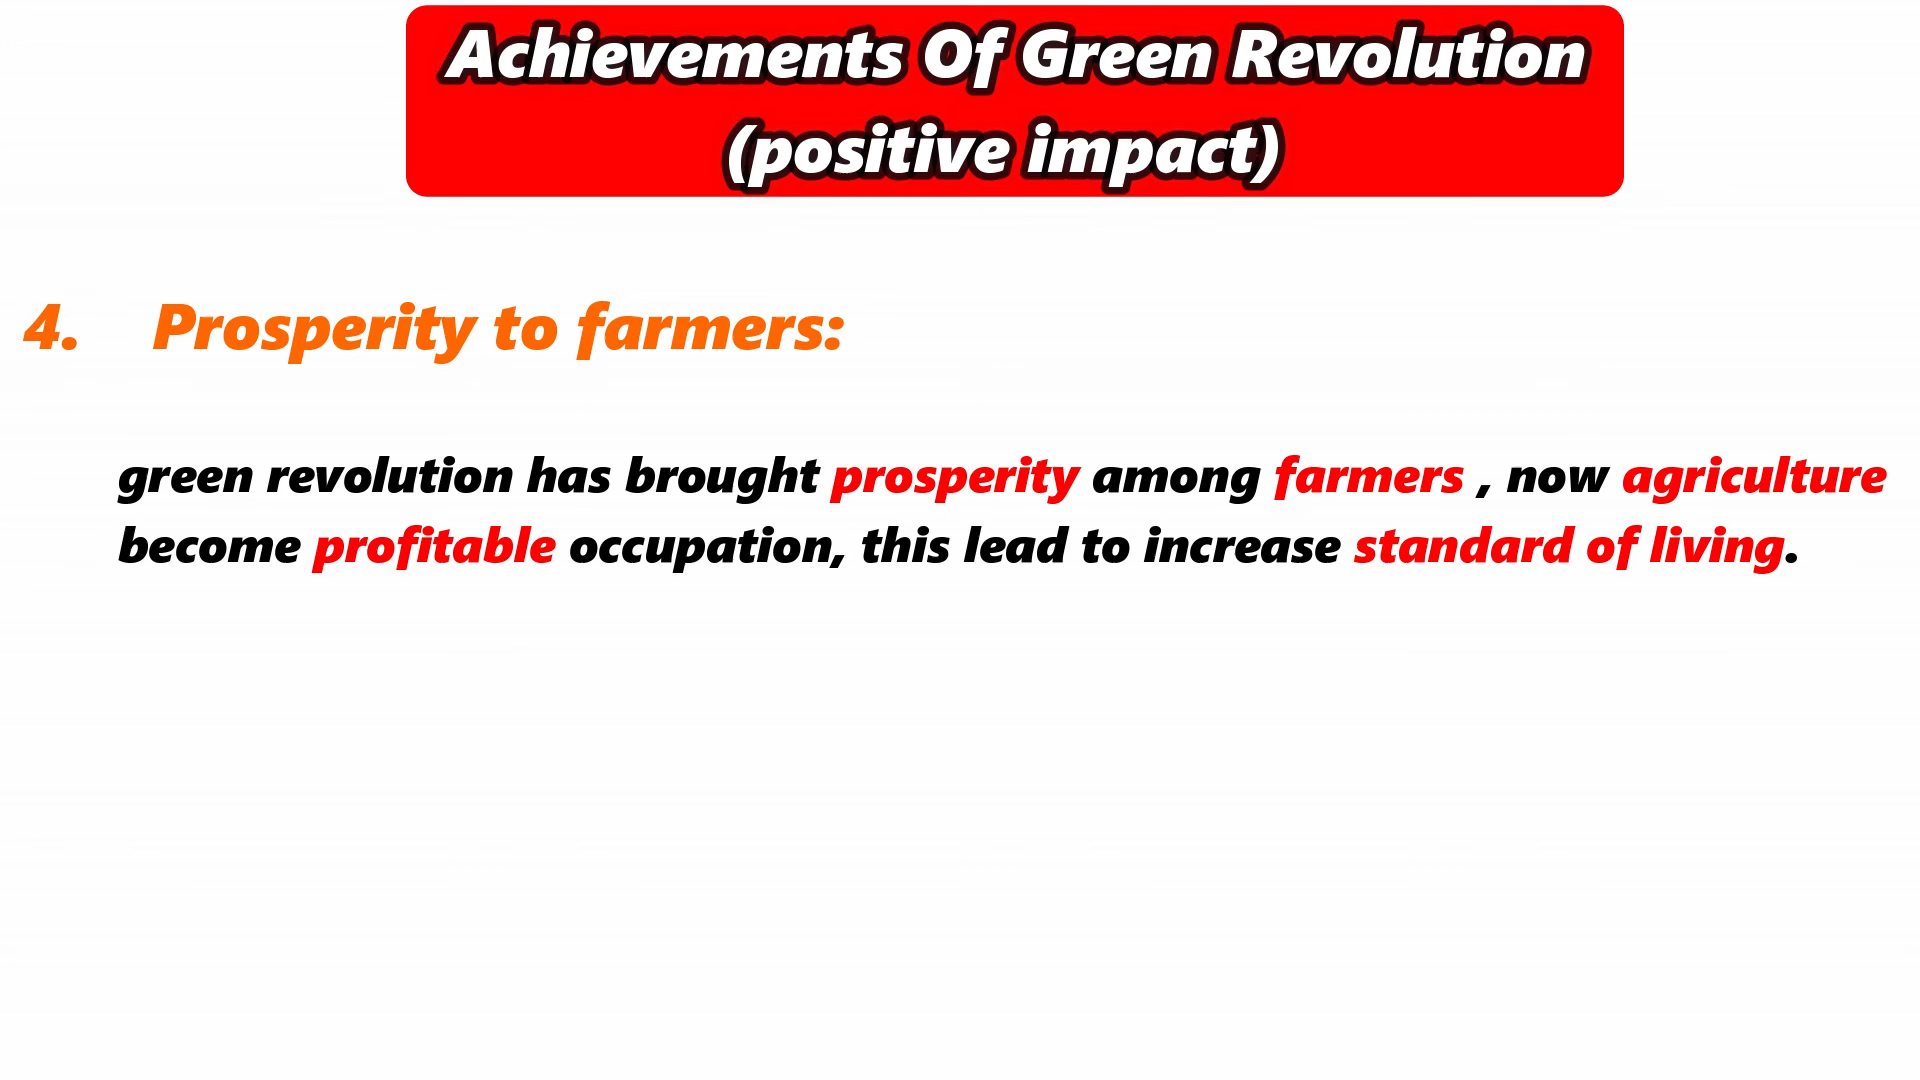 Achievements Of Green Revolution
(positive impact)
4. Prosperity to farmers:
green revolution has brought prosperity among farmers , now agriculture
become profitable occupation, this lead to increase standard of living.